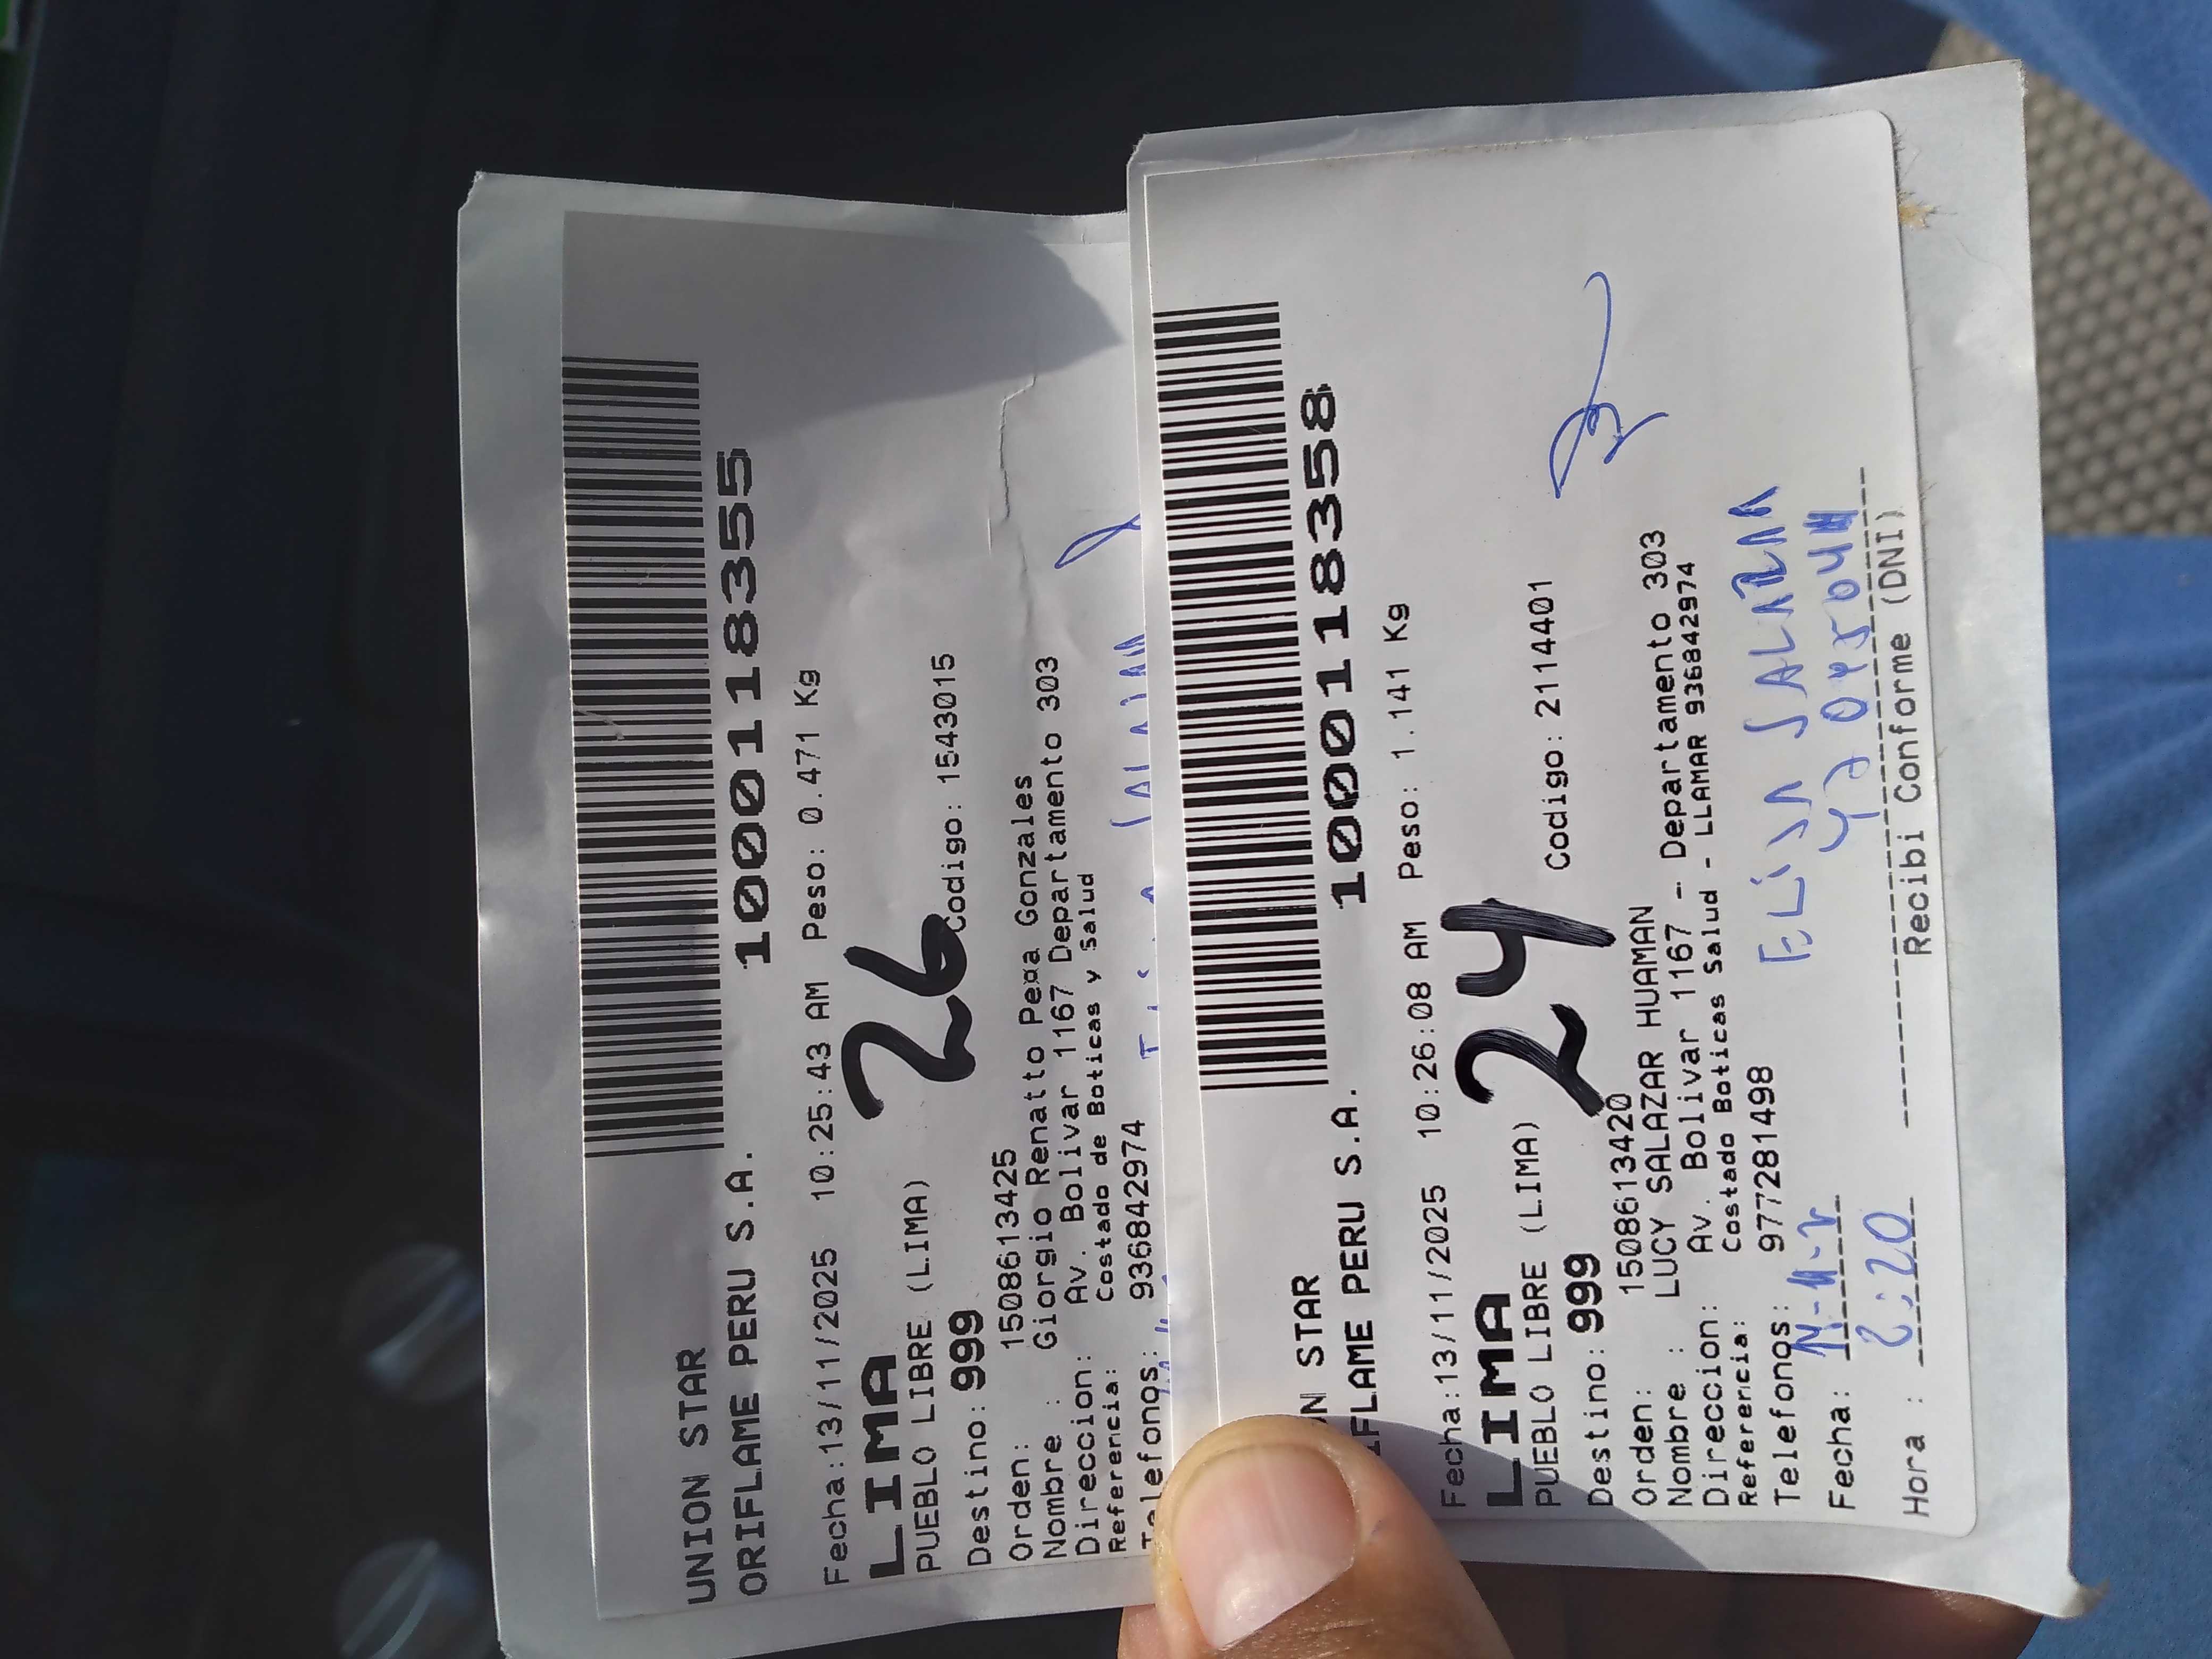 UNION STAR
ORIFLAME PERU S.A.
1000118355
Fecha:13/11/2025 10:25:43 AM Peso: 0.471 Kg
LIMA
26
PUEBLO LIBRE (LIMA)
Codigo: 1543015
Destino: 999
Orden: 1508613425
Nombre : Giorgio Renatto Pexa Gonzales
Direccion: Av. Bolivar 1167 Departamento 303
Referencia: Costado de Boticas y Salud
Telefonos: 936842974
N STAR
IFLAME PERU S.A.
1000118358
Fecha:13/11/2025 10:26:08 AM Peso: 1.141 Kg
LIMA
24
PUEBLO LIBRE (LIMA)
Codigo: 2114401
Destino: 999
Orden: 1508613420
Nombre : LUCY SALAZAR HUAMAN
Direccion: Av. Bolivar 1167 - Departamento 303
Referencia: Costado Boticas Salud - LLAMAR 936842974
Telefonos: 977281498
ELISA SALAZAR
Fecha:
Hora : 2:20
Recibi Conforme (DNI)